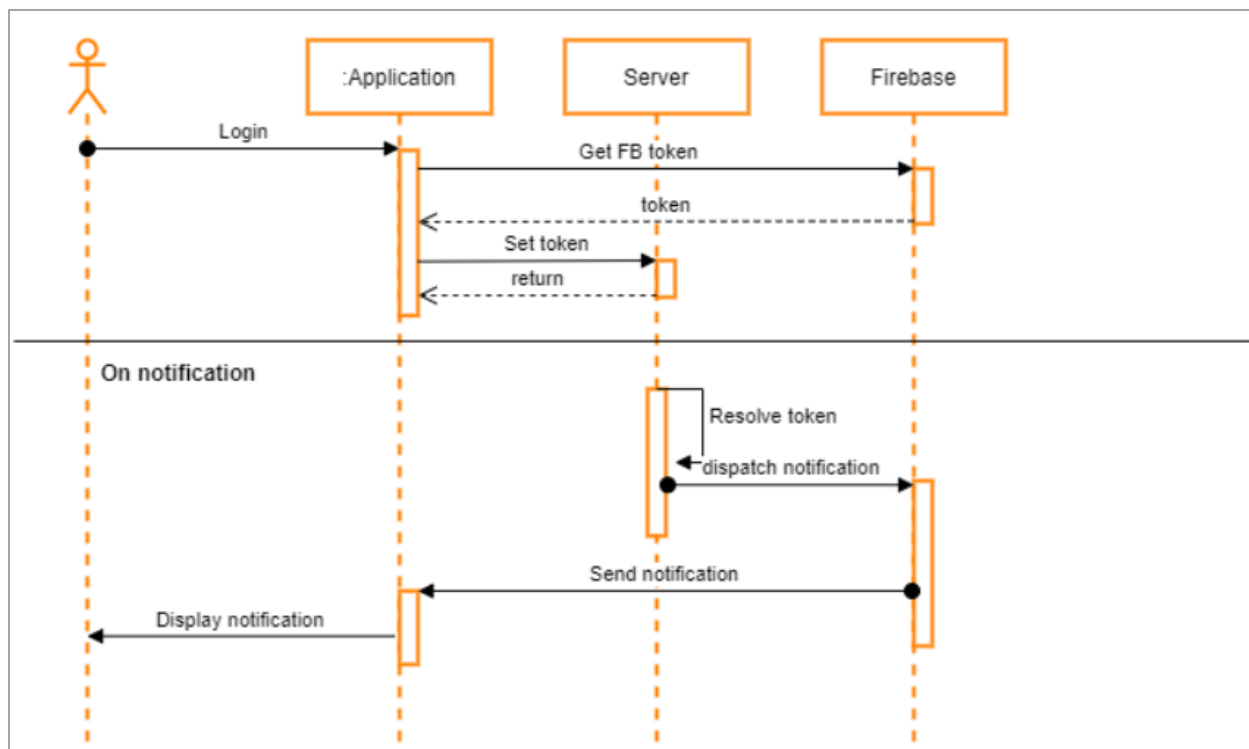 :Application
Server
Firebase
Login
Get FB token
token
Set token
return
On notification
Resolve token
dispatch notification
Send notification
Display notification